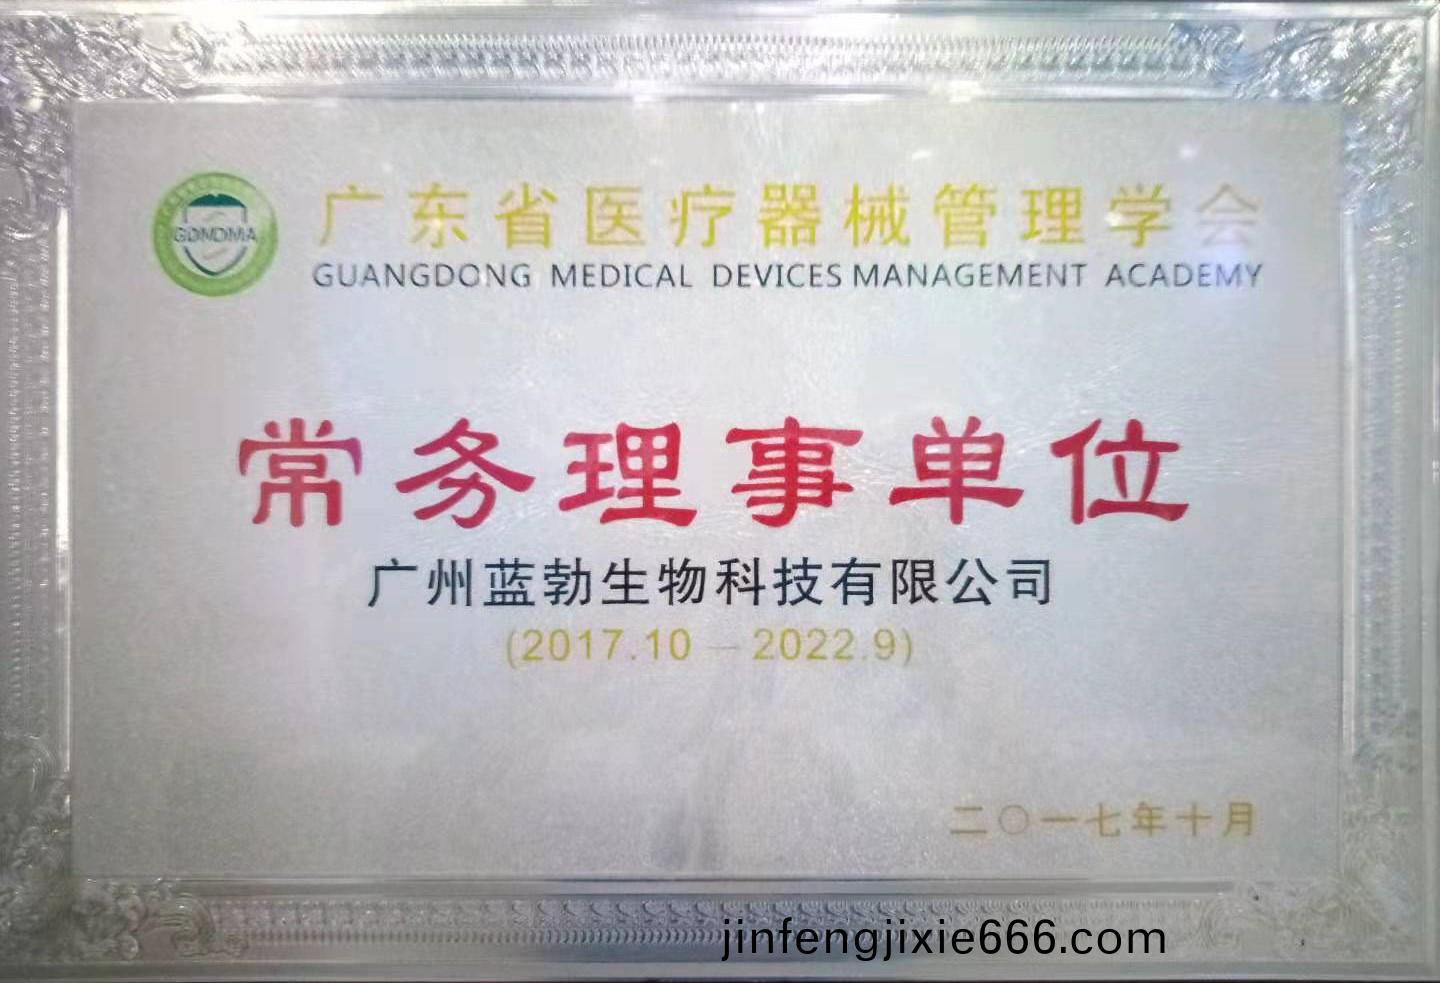 GDMDMA
广东省医疗器械管理学会
GUANGDONG MEDICAL DEVICES MANAGEMENT ACADEMY
常务理事单位
广州蓝勃生物科技有限公司
(2017.10 — 2022.9)
二〇一七年十月
jinfengjixie666.com